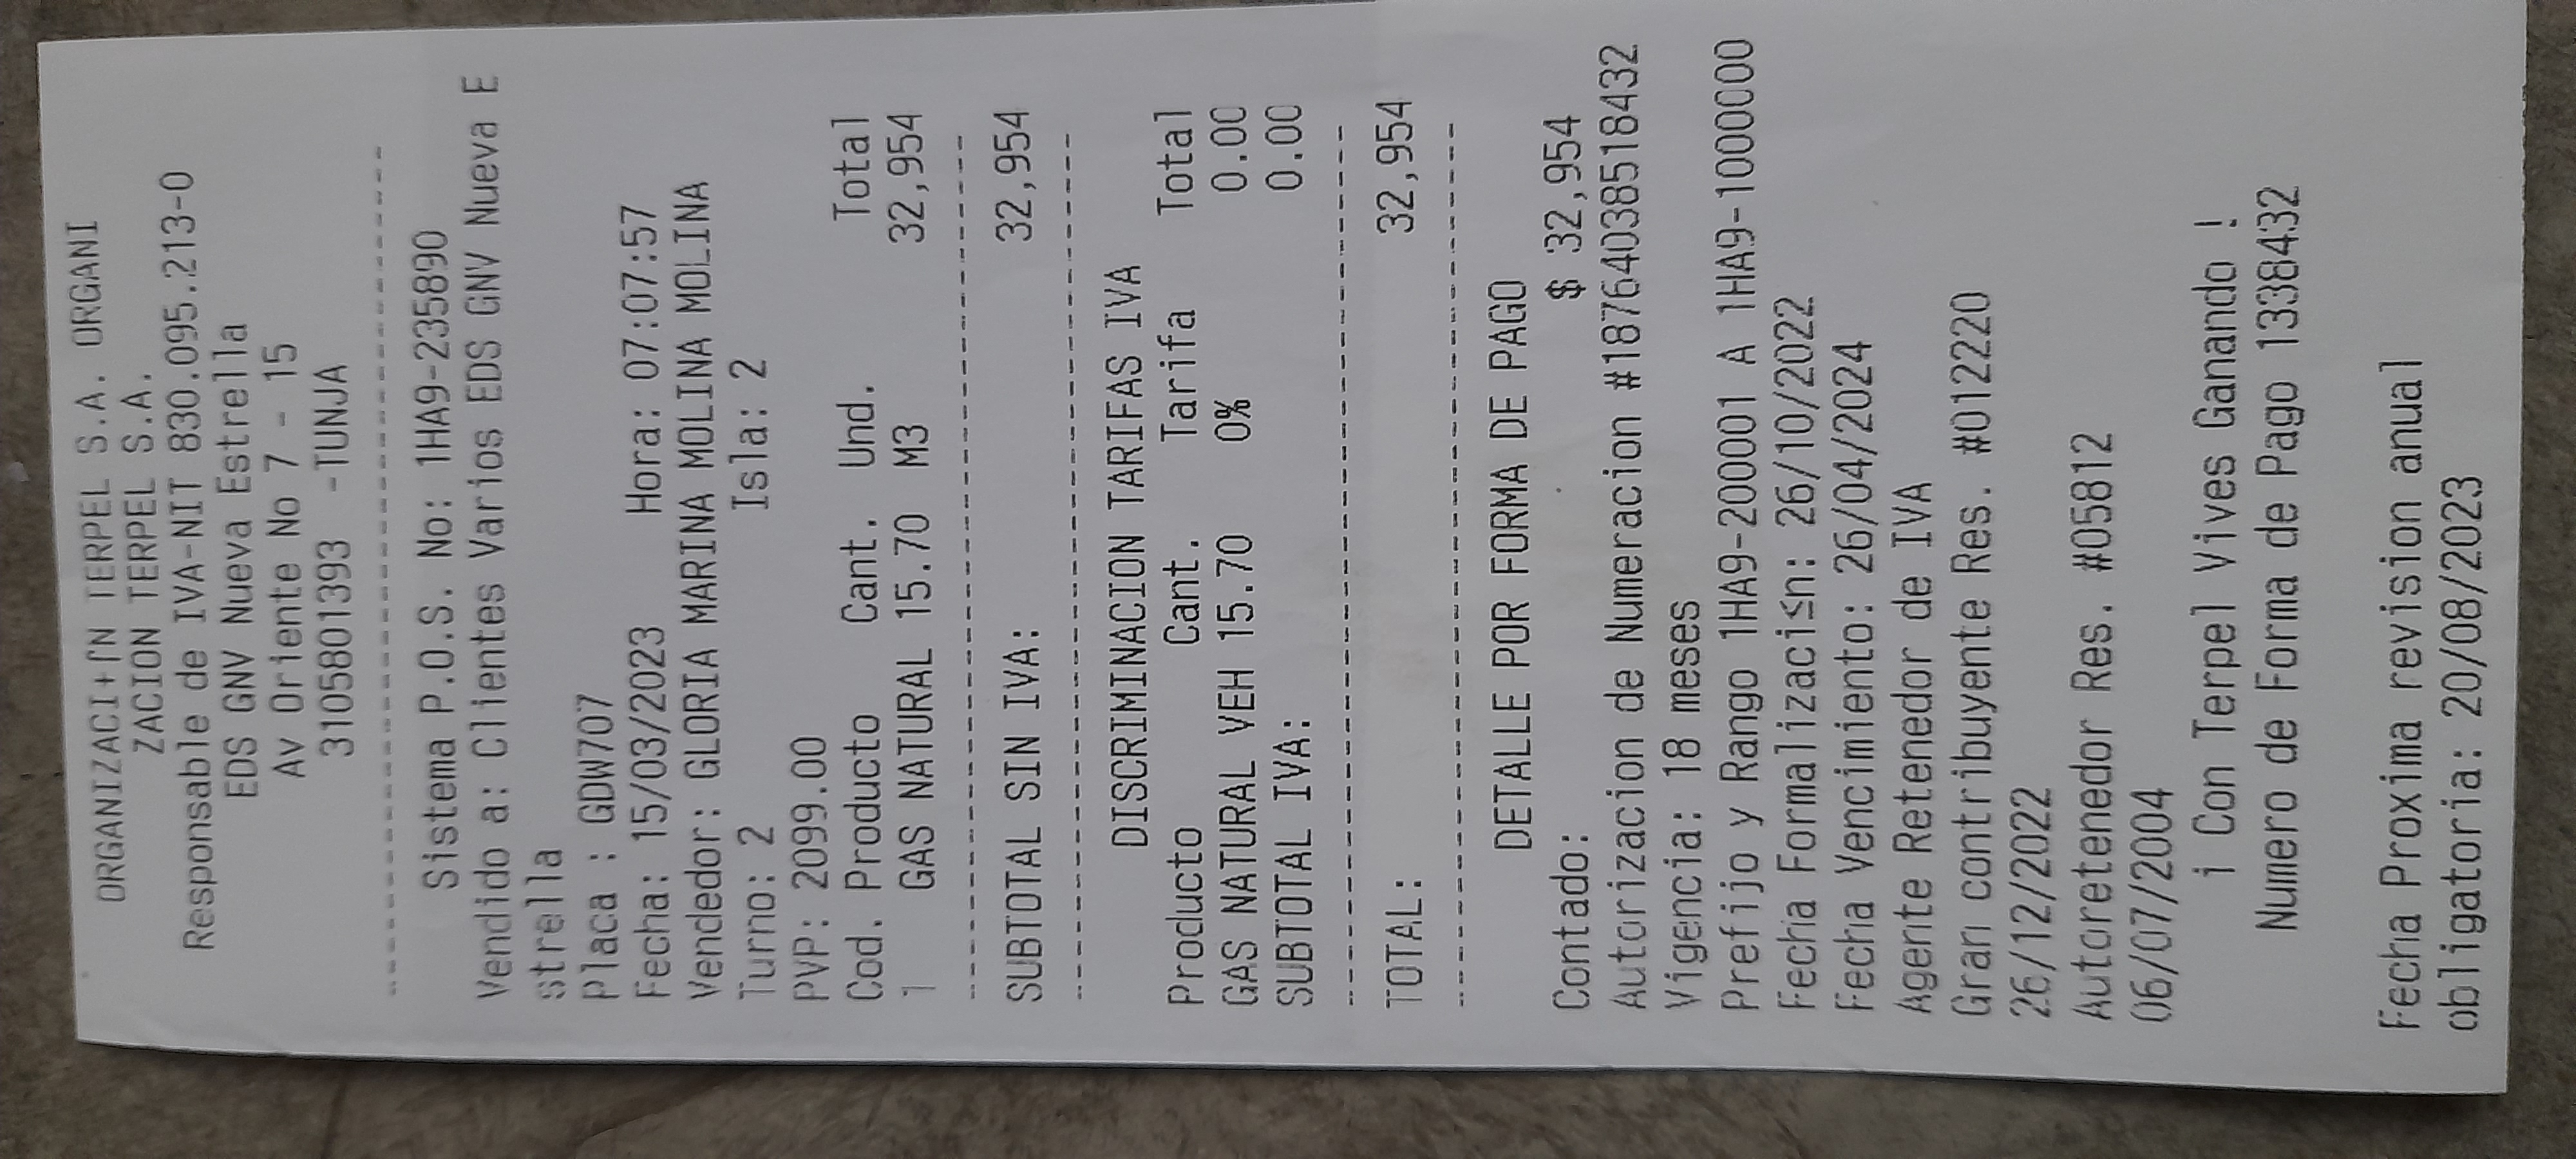 ORGANIZACI+ſN TERPEL S.A. ORGANI
ZACION TERPEL S.A.
Responsable de IVA-NIT 830.095.213-0
EDS GNV Nueva Estrella
Av Oriente No 7 - 15
3105801393 -TUNJA
Sistema P.O.S. No: 1HA9-235890
Vendido a: Clientes Varios EDS GNV Nueva E
strella
Placa : GDW707
Fecha: 15/03/2023 Hora: 07:07:57
Vendedor: GLORIA MARINA MOLINA MOLINA
Turno: 2 Isla: 2
PVP: 2099.00
Cod. Producto Cant. Und. Total
1 GAS NATURAL 15.70 M3 32,954
SUBTOTAL SIN IVA: 32,954
DISCRIMINACION TARIFAS IVA
Producto Cant. Tarifa Total
GAS NATURAL VEH 15.70 0% 0.00
SUBTOTAL IVA: 0.00
TOTAL: 32,954
DETALLE POR FORMA DE PAGO
Contado: $ 32,954
Autorizacion de Numeracion #18764038518432
Vigencia: 18 meses
Prefijo y Rango 1HA9-200001 A 1HA9-1000000
Fecha Formalizaci≤n: 26/10/2022
Fecha Vencimiento: 26/04/2024
Agente Retenedor de IVA
Gran contribuyente Res. #012220
26/12/2022
Autoretenedor Res. #05812
06/07/2004
¡ Con Terpel Vives Ganando !
Numero de Forma de Pago 1338432
Fecha Proxima revision anual
obligatoria: 20/08/2023